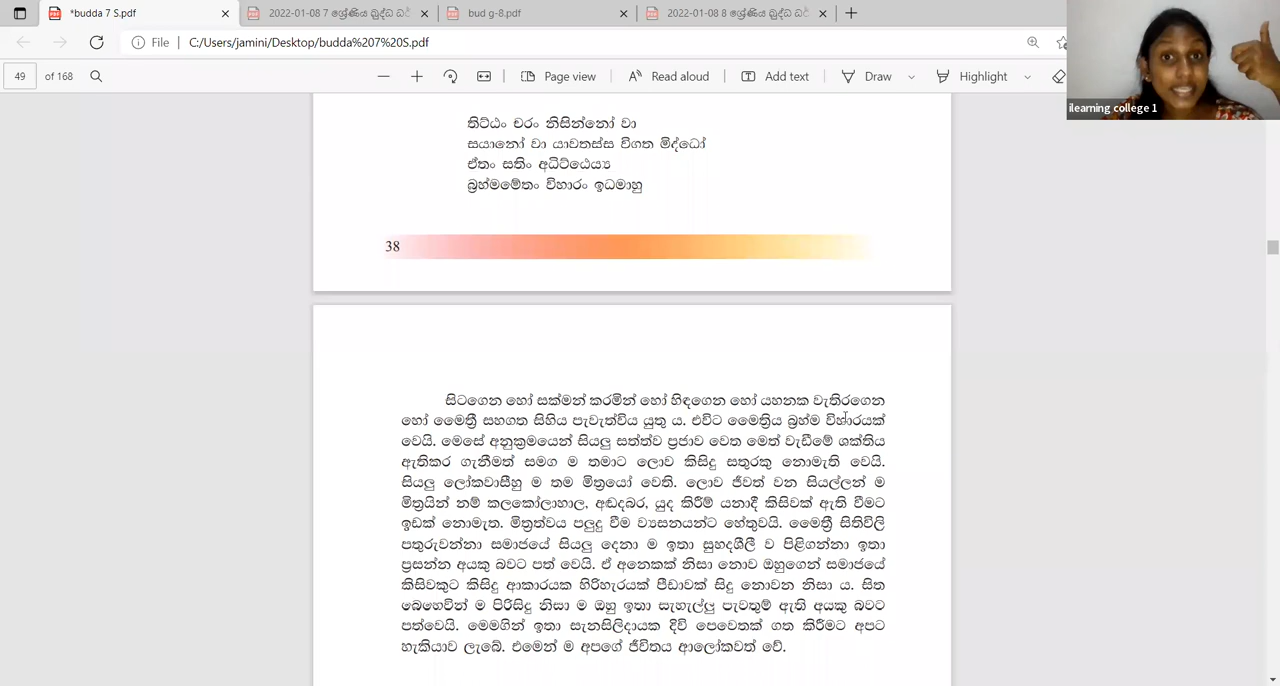 *budda 7 S.pdf
2022-01-08 7 ශ්‍රේණිය බුද්ධ ධර්
bud g-8.pdf
2022-01-08 8 ශ්‍රේණිය බුද්ධ ධර්
File C:/Users/jamini/Desktop/budda%207%20S.pdf
49 of 168 Page view Read aloud Add text Draw Highlight
ilearning college 1
තිට්ඨං චරං නිසින්නෝ වා
සයානෝ වා යාවතස්ස විගත මිද්ධෝ
ඒතං සතිං අධිට්ඨෙය්‍ය
බ්‍රහ්මමේතං විහාරං ඉධමාහු
38
සිටගෙන හෝ සක්මන් කරමින් හෝ හිඳගෙන හෝ යහනක වැතිරගෙන
හෝ මෛත්‍රී සහගත සිහිය පැවැත්විය යුතු ය. එවිට මෛත්‍රිය බ්‍රහ්ම විහාරයක්
වෙයි. මෙසේ අනුක්‍රමයෙන් සියලු සත්ත්ව ප්‍රජාව වෙත මෙත් වැඩීමේ ශක්තිය
ඇතිකර ගැනීමත් සමග ම තමාට ලොව කිසිදු සතුරකු නොමැති වෙයි.
සියලු ලෝකවාසීහු ම තම මිත්‍රයෝ වෙති. ලොව ජීවත් වන සියල්ලන් ම
මිත්‍රයින් නම් කලකෝලාහාල, අඬදබර, යුද කිරීම් යනාදී කිසිවක් ඇති වීමට
ඉඩක් නොමැත. මිත්‍රත්වය පලුදු වීම ව්‍යසනයන්ට හේතුවයි. මෛත්‍රී සිතිවිලි
පතුරුවන්නා සමාජයේ සියලු දෙනා ම ඉතා සුහදශීලී ව පිළිගන්නා ඉතා
ප්‍රසන්න අයකු බවට පත් වෙයි. ඒ අනෙකක් නිසා නොව ඔහුගෙන් සමාජයේ
කිසිවකුට කිසිදු ආකාරයක හිරිහැරයක් පීඩාවක් සිදු නොවන නිසා ය. සිත
බෙහෙවින් ම පිරිසිදු නිසා ම ඔහු ඉතා සැහැල්ලු පැවතුම් ඇති අයකු බවට
පත්වෙයි. මෙමගින් ඉතා සැනසිලිදායක දිවි පෙවෙතක් ගත කිරීමට අපට
හැකියාව ලැබේ. එමෙන් ම අපගේ ජීවිතය ආලෝකවත් වේ.